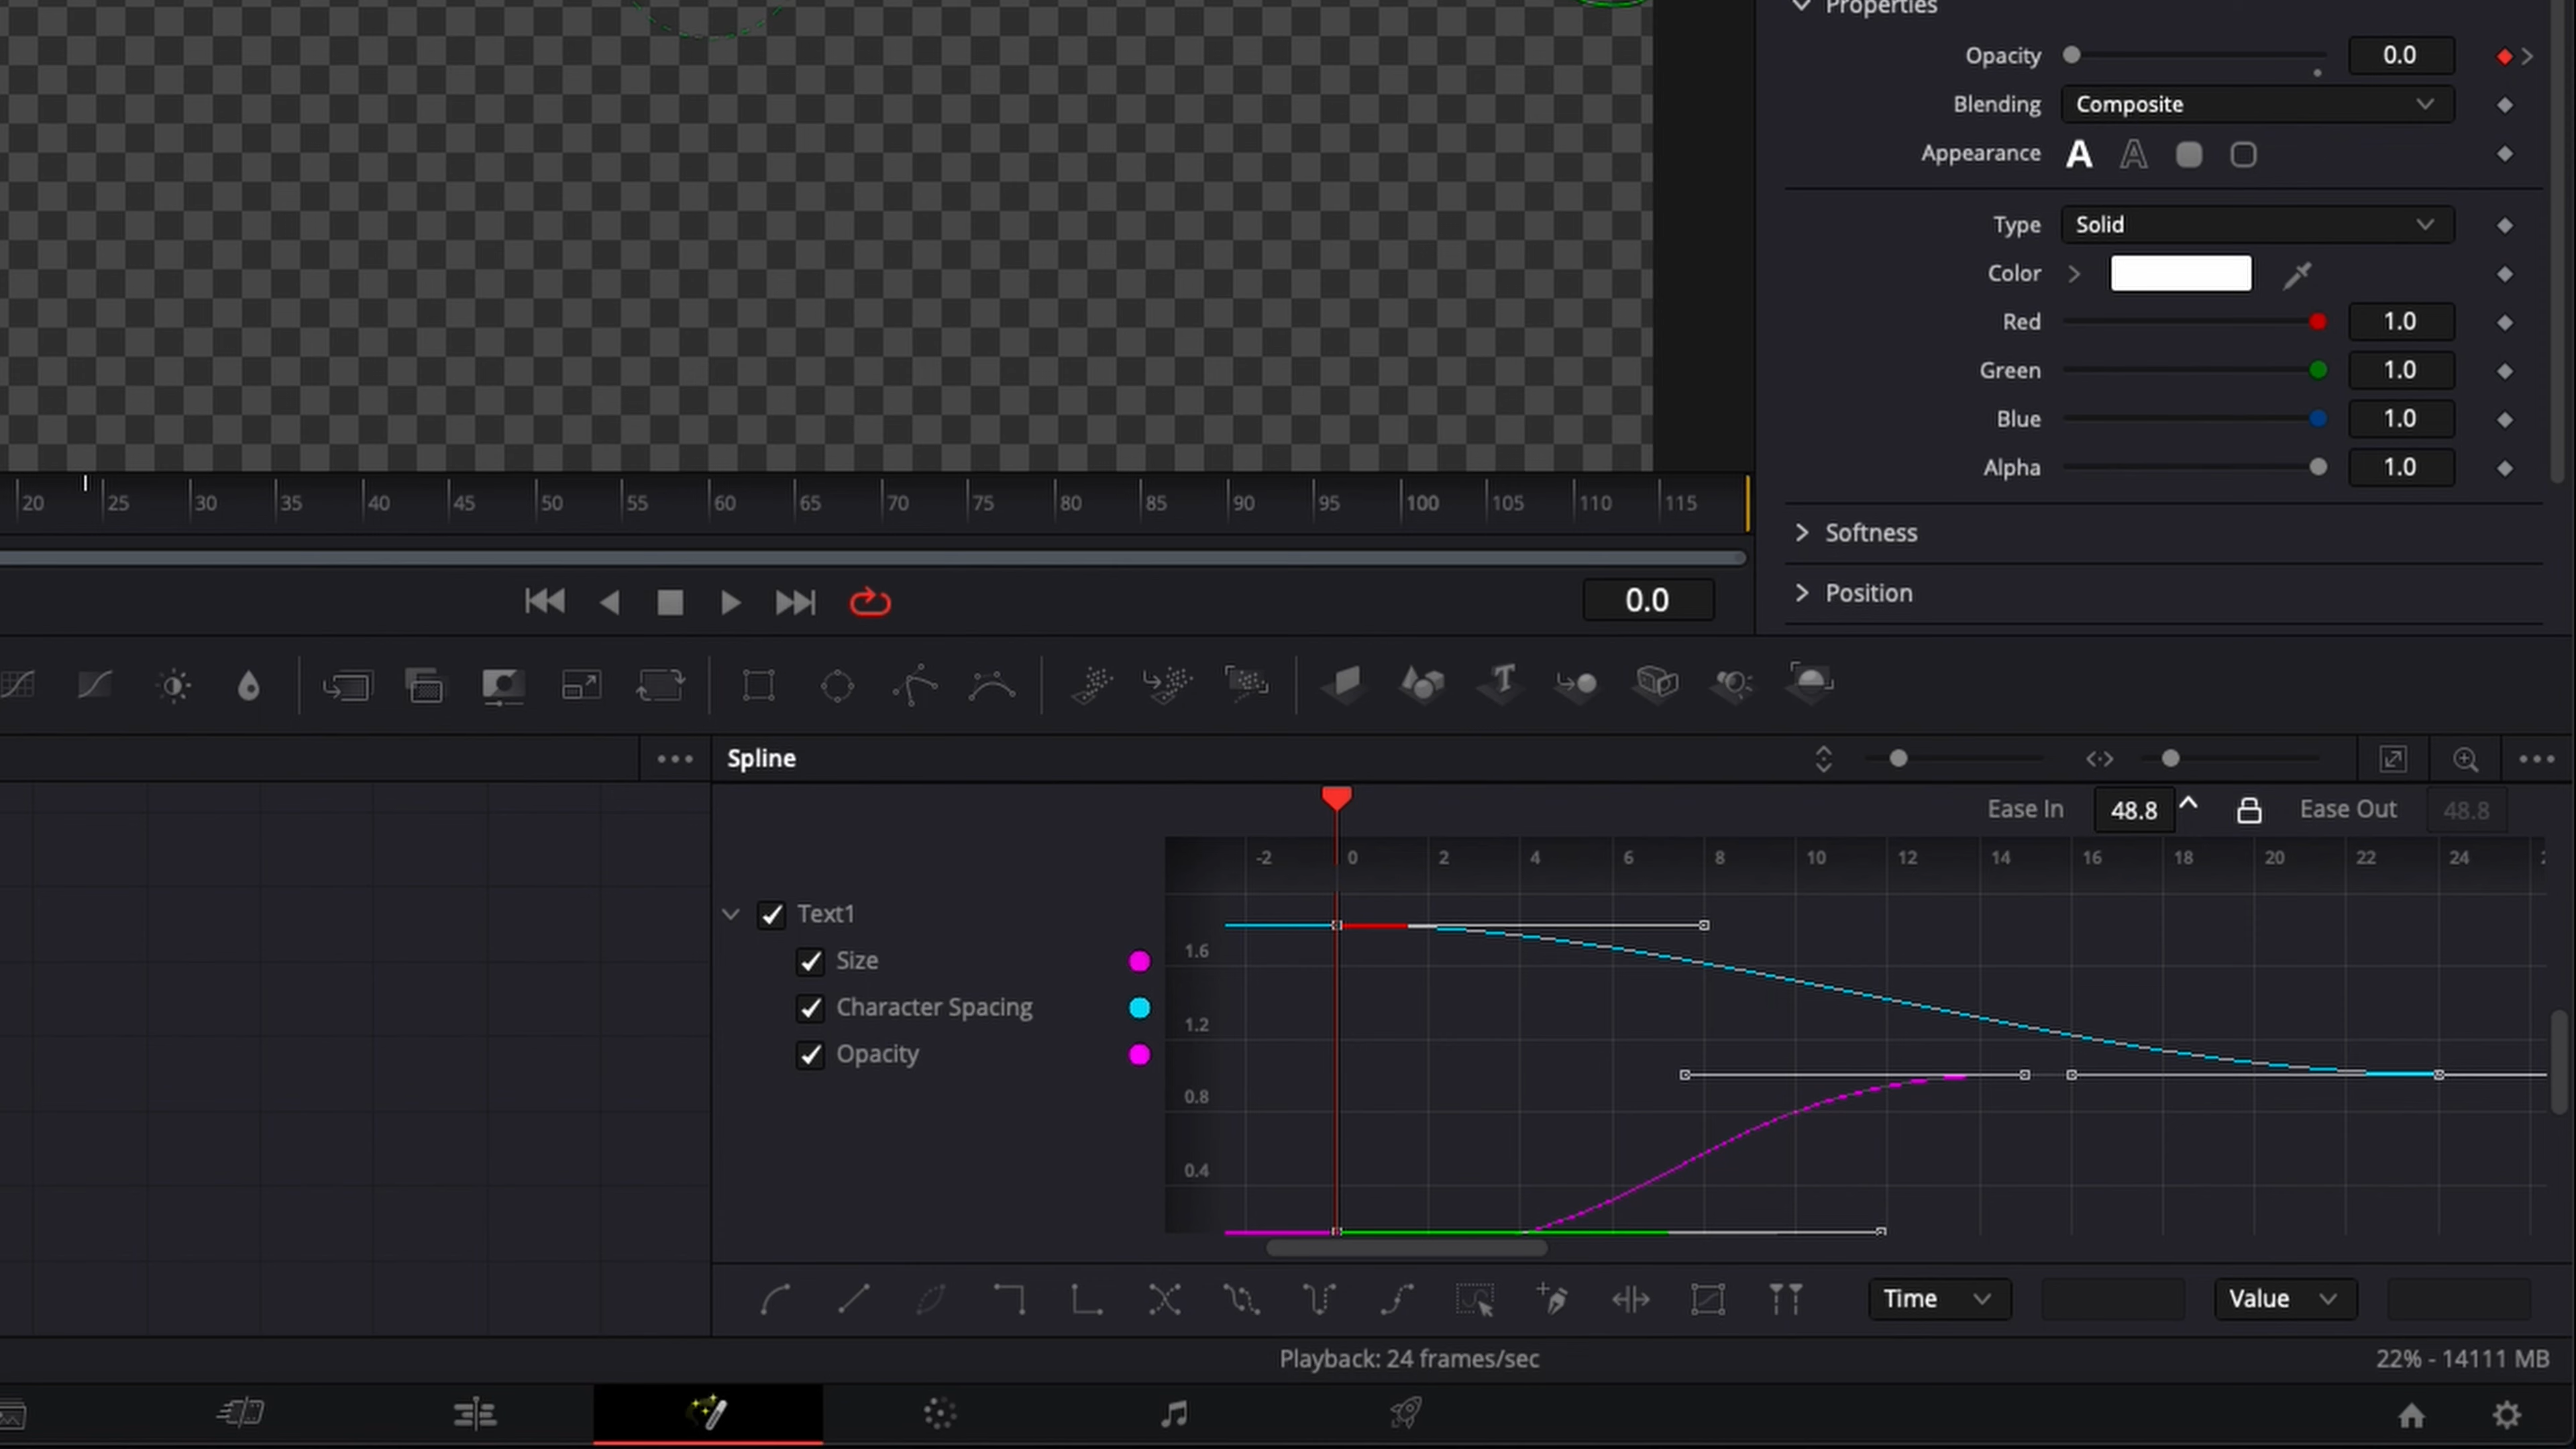 Properties
Opacity 0.0
Blending Composite
Appearance A A
Type Solid
Color
Red 1.0
Green 1.0
Blue 1.0
Alpha 1.0
20 25 30 35 40 45 50 55 60 65 70 75 80 85 90 95 100 105 110 115
Softness
0.0
Position
T
Spline
Ease In 48.8 Ease Out 48.8
-2 0 2 4 6 8 10 12 14 16 18 20 22 24
Text1
1.6
Size
Character Spacing
1.2
Opacity
0.8
0.4
Time Value
Playback: 24 frames/sec
22% - 14111 MB